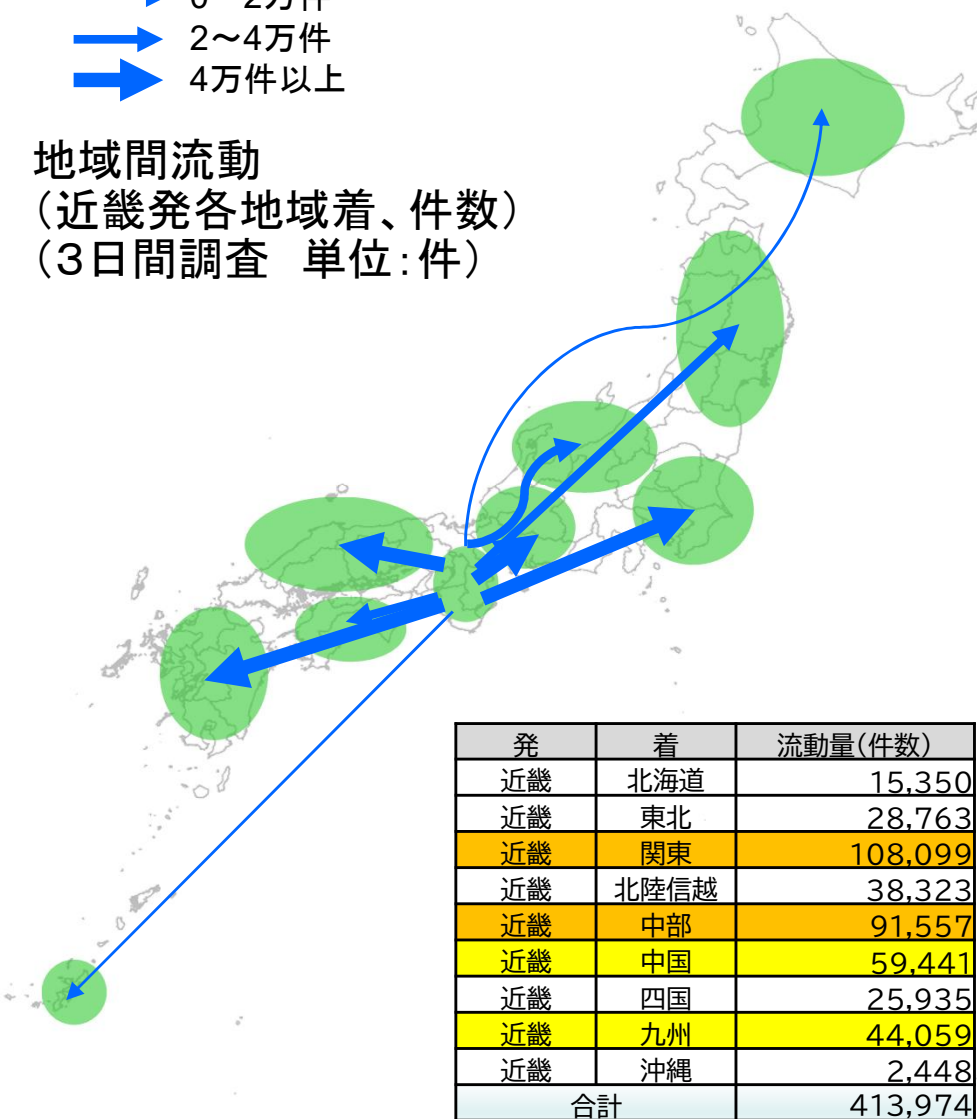 0～2万件
2～4万件
4万件以上
地域間流動
（近畿発各地域着、件数）
（3日間調査　単位：件）
発 着 流動量（件数）
近畿 北海道 15,350
近畿 東北 28,763
近畿 関東 108,099
近畿 北陸信越 38,323
近畿 中部 91,557
近畿 中国 59,441
近畿 四国 25,935
近畿 九州 44,059
近畿 沖縄 2,448
合計 413,974